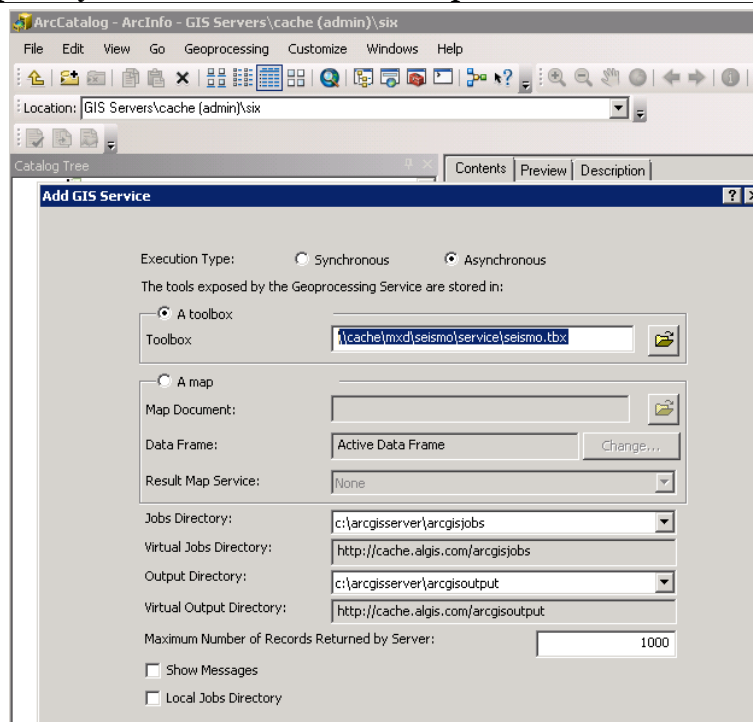 ArcCatalog - ArcInfo - GIS Servers\cache (admin)\six
File Edit View Go Geoprocessing Customize Windows Help
Location: GIS Servers\cache (admin)\six
Catalog Tree
Contents Preview Description
Add GIS Service
Execution Type: Synchronous Asynchronous
The tools exposed by the Geoprocessing Service are stored in:
A toolbox
Toolbox \\cache\mxd\seismo\service\seismo.tbx
A map
Map Document:
Data Frame: Active Data Frame Change...
Result Map Service: None
Jobs Directory: c:\arcgisserver\arcgisjobs
Virtual Jobs Directory: http://cache.algis.com/arcgisjobs
Output Directory: c:\arcgisserver\arcgisoutput
Virtual Output Directory: http://cache.algis.com/arcgisoutput
Maximum Number of Records Returned by Server: 1000
Show Messages
Local Jobs Directory